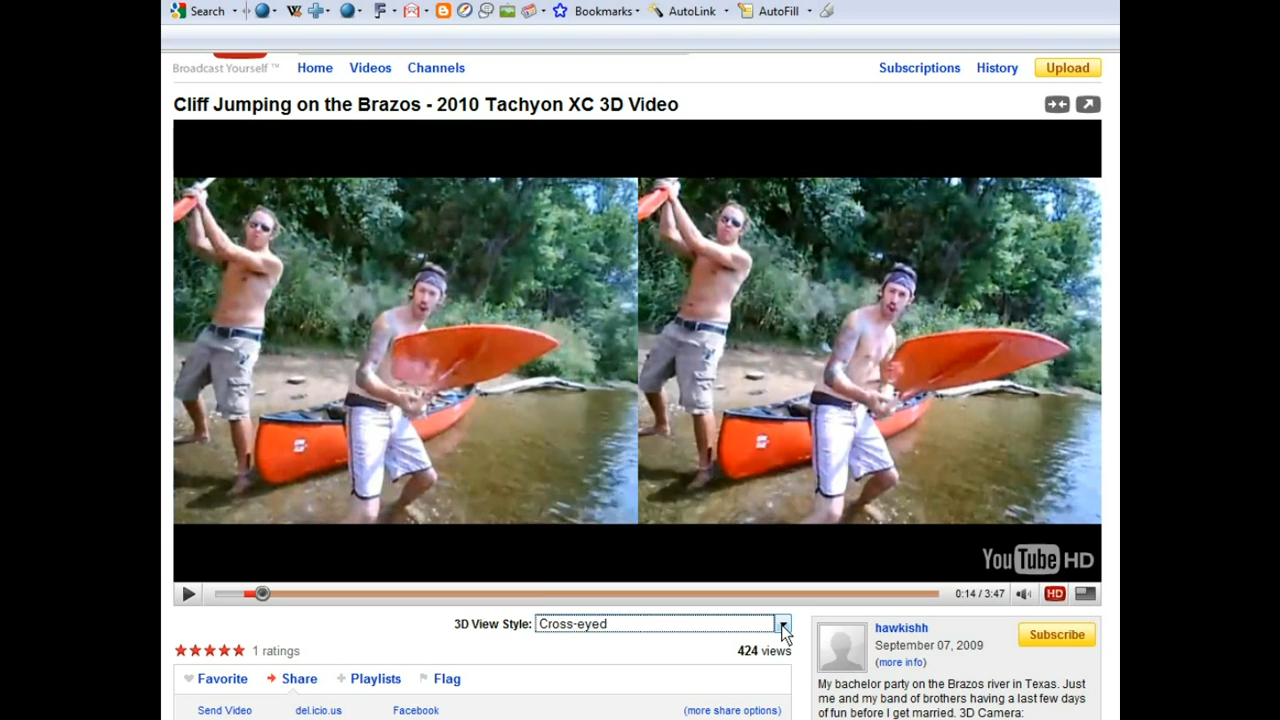 Search Bookmarks AutoLink AutoFill
Broadcast Yourself ™ Home Videos Channels Subscriptions History Upload
Cliff Jumping on the Brazos - 2010 Tachyon XC 3D Video
YouTube HD
0:14 / 3:47 HD
3D View Style: Cross-eyed
1 ratings 424 views
Favorite Share Playlists Flag
Send Video del.icio.us Facebook (more share options)
hawkishh
September 07, 2009
(more info)
Subscribe
My bachelor party on the Brazos river in Texas. Just
me and my band of brothers having a last few days
of fun before I get married. 3D Camera: